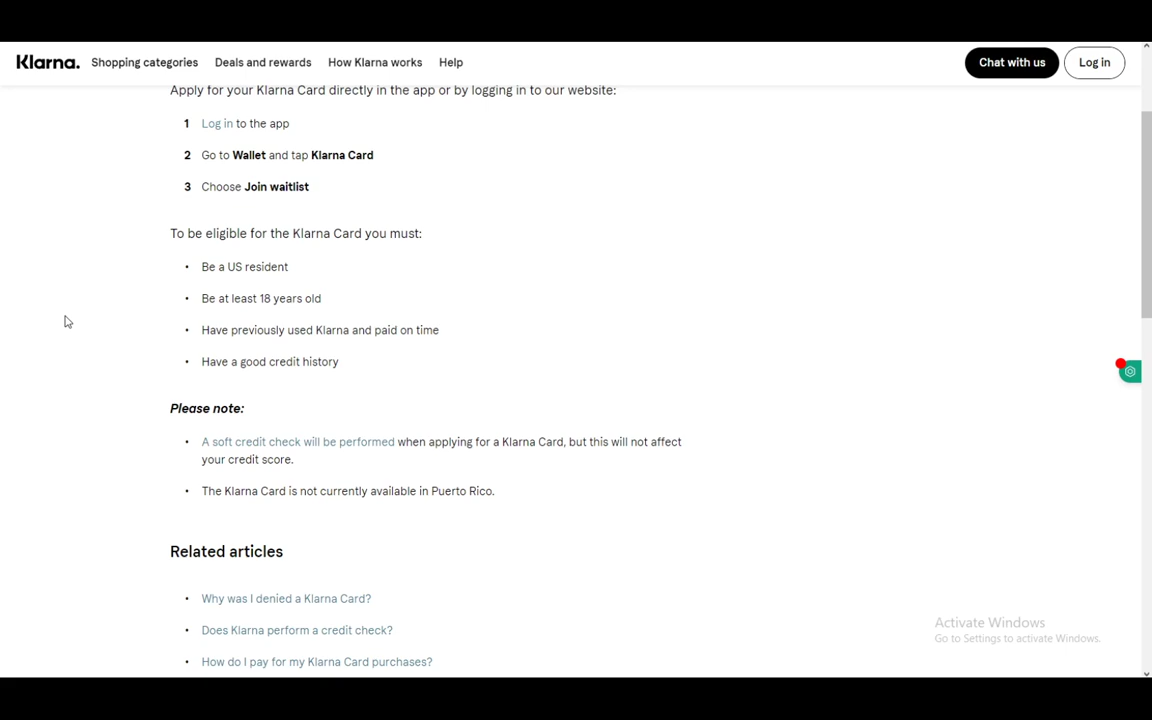 Klarna. Shopping categories Deals and rewards How Klarna works Help Chat with us Log in
Apply for your Klarna Card directly in the app or by logging in to our website:
1 Log in to the app
2 Go to Wallet and tap Klarna Card
3 Choose Join waitlist
To be eligible for the Klarna Card you must:
• Be a US resident
• Be at least 18 years old
• Have previously used Klarna and paid on time
• Have a good credit history
Please note:
• A soft credit check will be performed when applying for a Klarna Card, but this will not affect
your credit score.
• The Klarna Card is not currently available in Puerto Rico.
Related articles
• Why was I denied a Klarna Card?
• Does Klarna perform a credit check?
• How do I pay for my Klarna Card purchases?
Activate Windows
Go to Settings to activate Windows.